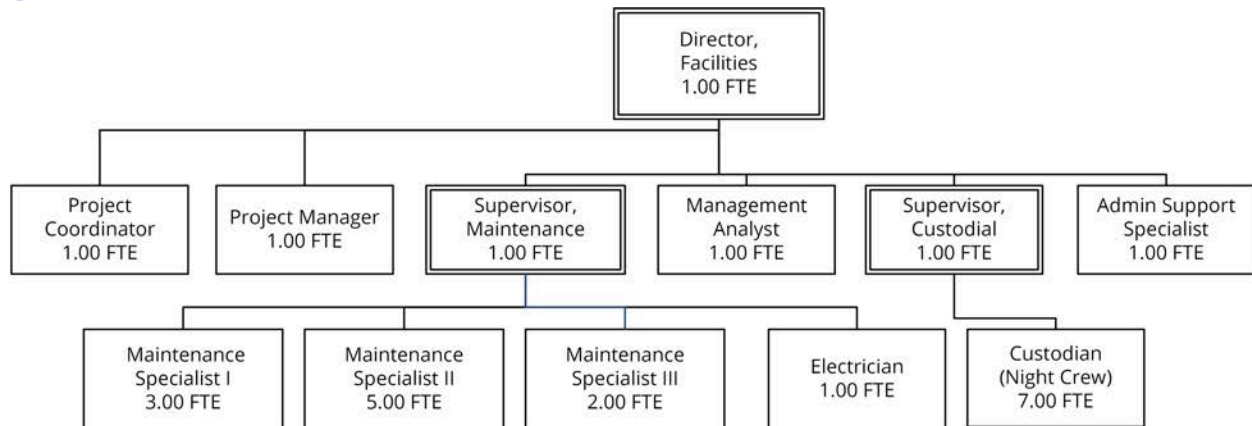 Director,
Facilities
1.00 FTE
Project
Coordinator
1.00 FTE
Project Manager
1.00 FTE
Supervisor,
Maintenance
1.00 FTE
Management
Analyst
1.00 FTE
Supervisor,
Custodial
1.00 FTE
Admin Support
Specialist
1.00 FTE
Maintenance
Specialist I
3.00 FTE
Maintenance
Specialist II
5.00 FTE
Maintenance
Specialist III
2.00 FTE
Electrician
1.00 FTE
Custodian
(Night Crew)
7.00 FTE